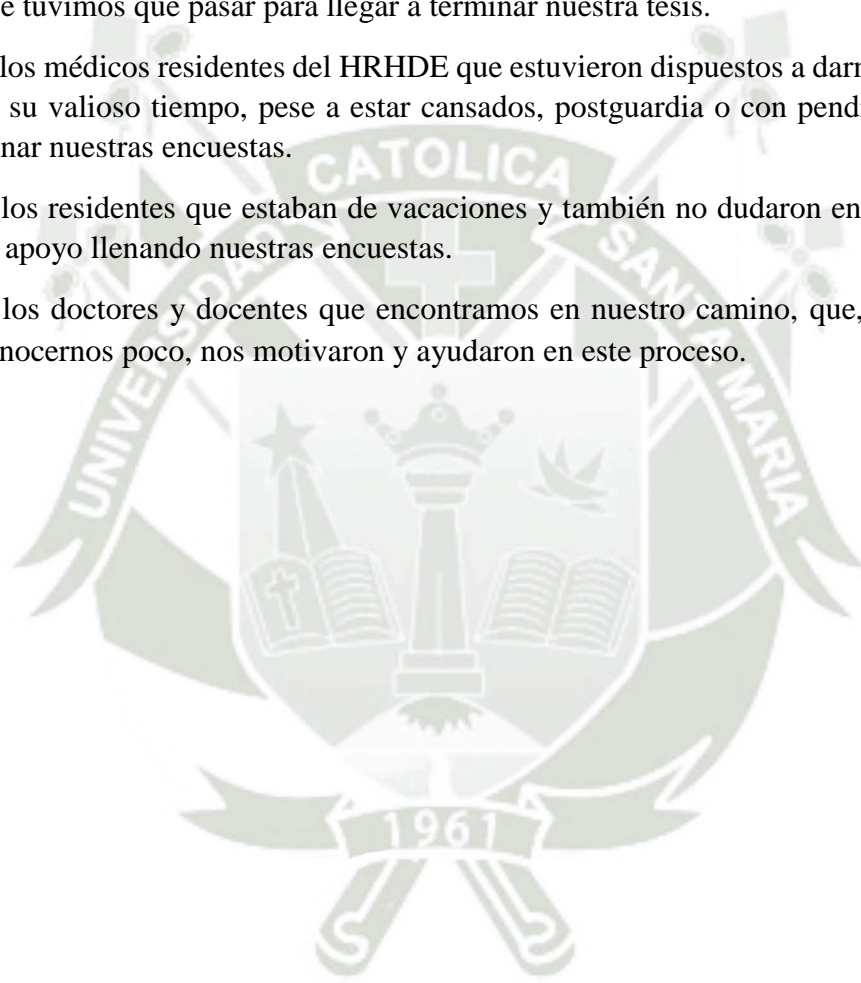 e tuvimos que pasar para llegar a terminar nuestra tesis.
los médicos residentes del HRHDE que estuvieron dispuestos a darn
su valioso tiempo, pese a estar cansados, postguardia o con pendi
nar nuestras encuestas.
los residentes que estaban de vacaciones y también no dudaron en
apoyo llenando nuestras encuestas.
los doctores y docentes que encontramos en nuestro camino, que,
nocernos poco, nos motivaron y ayudaron en este proceso.
UNIVERSIDAD CATOLICA SANTA MARIA
1961